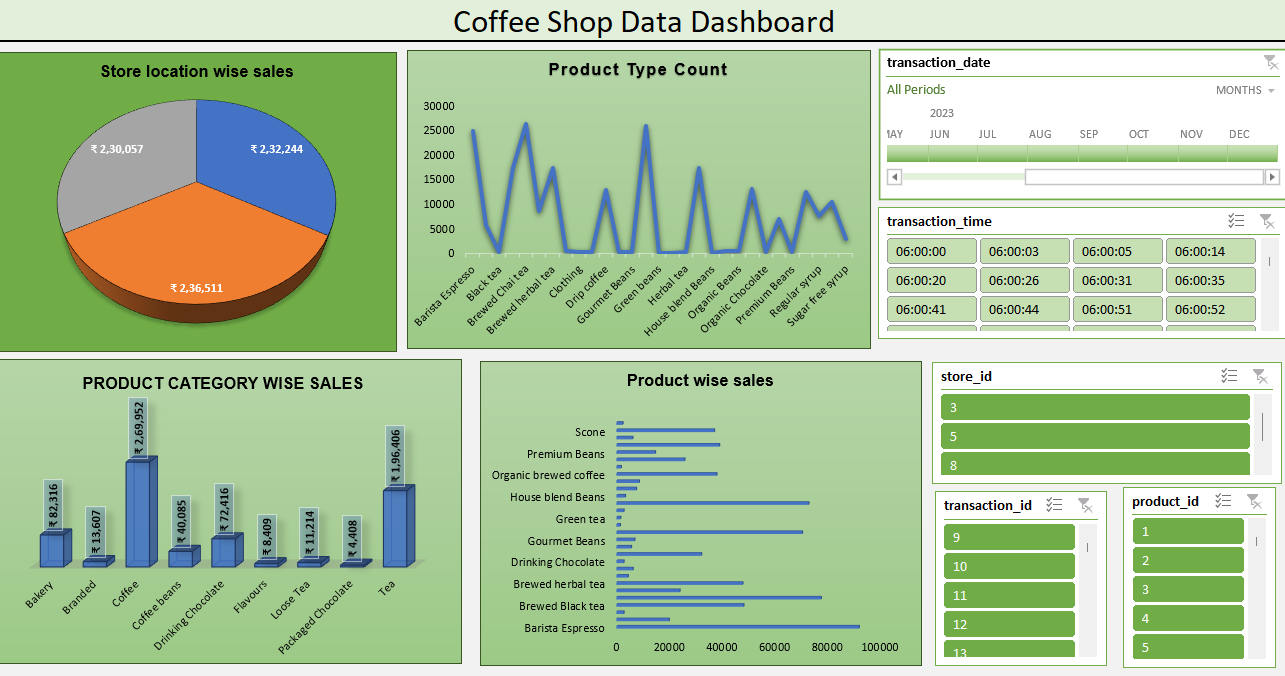 Coffee Shop Data Dashboard
Store location wise sales
₹ 2,30,057
₹ 2,32,244
₹ 2,36,511
Product Type Count
30000
25000
20000
15000
10000
5000
0
Barista Espresso
Black tea
Brewed Chai tea
Brewed herbal tea
Clothing
Drip coffee
Gourmet Beans
Green beans
Herbal tea
House blend Beans
Organic Beans
Organic Chocolate
Premium Beans
Regular syrup
Sugar free syrup
transaction_date
All Periods
MONTHS
2023
JUN JUL AUG SEP OCT NOV DEC
transaction_time
06:00:00 06:00:03 06:00:05 06:00:14
06:00:20 06:00:26 06:00:31 06:00:35
06:00:41 06:00:44 06:00:51 06:00:52
PRODUCT CATEGORY WISE SALES
₹ 82,316
₹ 13,607
₹ 2,69,952
₹ 40,085
₹ 72,416
₹ 8,409
₹ 11,214
₹ 4,408
₹ 1,96,406
Bakery
Branded
Coffee
Coffee beans
Drinking Chocolate
Flavours
Loose Tea
Packaged Chocolate
Tea
Product wise sales
Scone
Premium Beans
Organic brewed coffee
House blend Beans
Green tea
Gourmet Beans
Drinking Chocolate
Brewed herbal tea
Brewed Black tea
Barista Espresso
0 20000 40000 60000 80000 100000
store_id
3
5
8
transaction_id
9
10
11
12
13
product_id
1
2
3
4
5